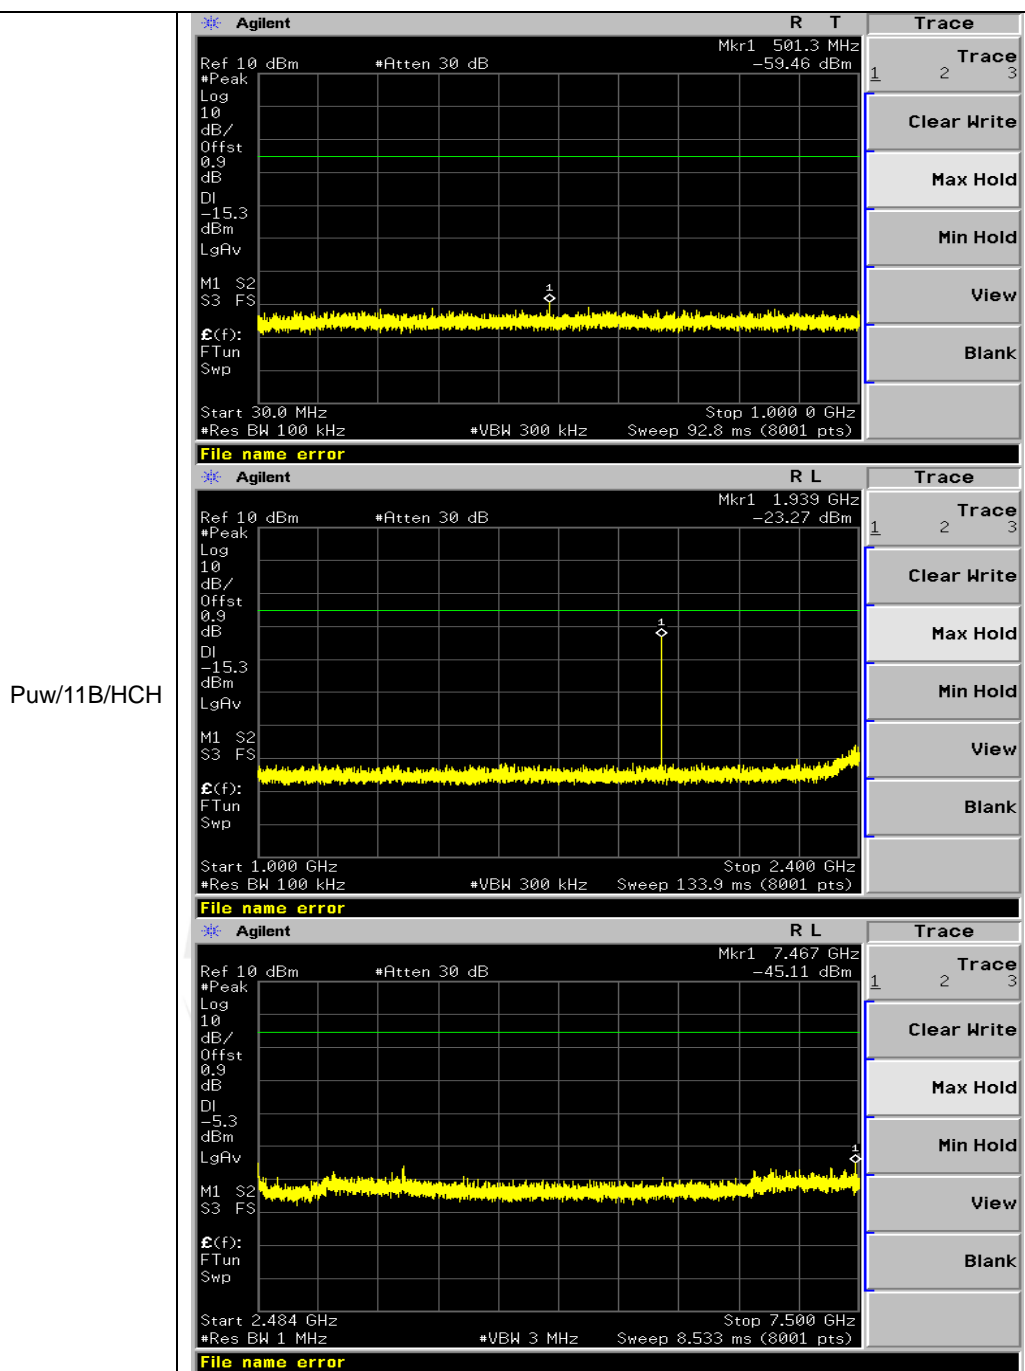 Puw/11B/HCH
Agilent R T Trace
Mkr1 501.3 MHz
Ref 10 dBm #Atten 30 dB -59.46 dBm
#Peak
Log
10
dB/
Offst
0.9
dB
DI
-15.3
dBm
LgAv
M1 S2
S3 FS
£(f):
FTun
Swp
1
Start 30.0 MHz Stop 1.000 0 GHz
#Res BW 100 kHz #VBW 300 kHz Sweep 92.8 ms (8001 pts)
File name error
Trace
1 2 3
Clear Write
Max Hold
Min Hold
View
Blank
Agilent R L Trace
Mkr1 1.939 GHz
Ref 10 dBm #Atten 30 dB -23.27 dBm
#Peak
Log
10
dB/
Offst
0.9
dB
DI
-15.3
dBm
LgAv
M1 S2
S3 FS
£(f):
FTun
Swp
1
Start 1.000 GHz Stop 2.400 GHz
#Res BW 100 kHz #VBW 300 kHz Sweep 133.9 ms (8001 pts)
File name error
Trace
1 2 3
Clear Write
Max Hold
Min Hold
View
Blank
Agilent R L Trace
Mkr1 7.467 GHz
Ref 10 dBm #Atten 30 dB -45.11 dBm
#Peak
Log
10
dB/
Offst
0.9
dB
DI
-5.3
dBm
LgAv
M1 S2
S3 FS
£(f):
FTun
Swp
1
Start 2.484 GHz Stop 7.500 GHz
#Res BW 1 MHz #VBW 3 MHz Sweep 8.533 ms (8001 pts)
File name error
Trace
1 2 3
Clear Write
Max Hold
Min Hold
View
Blank